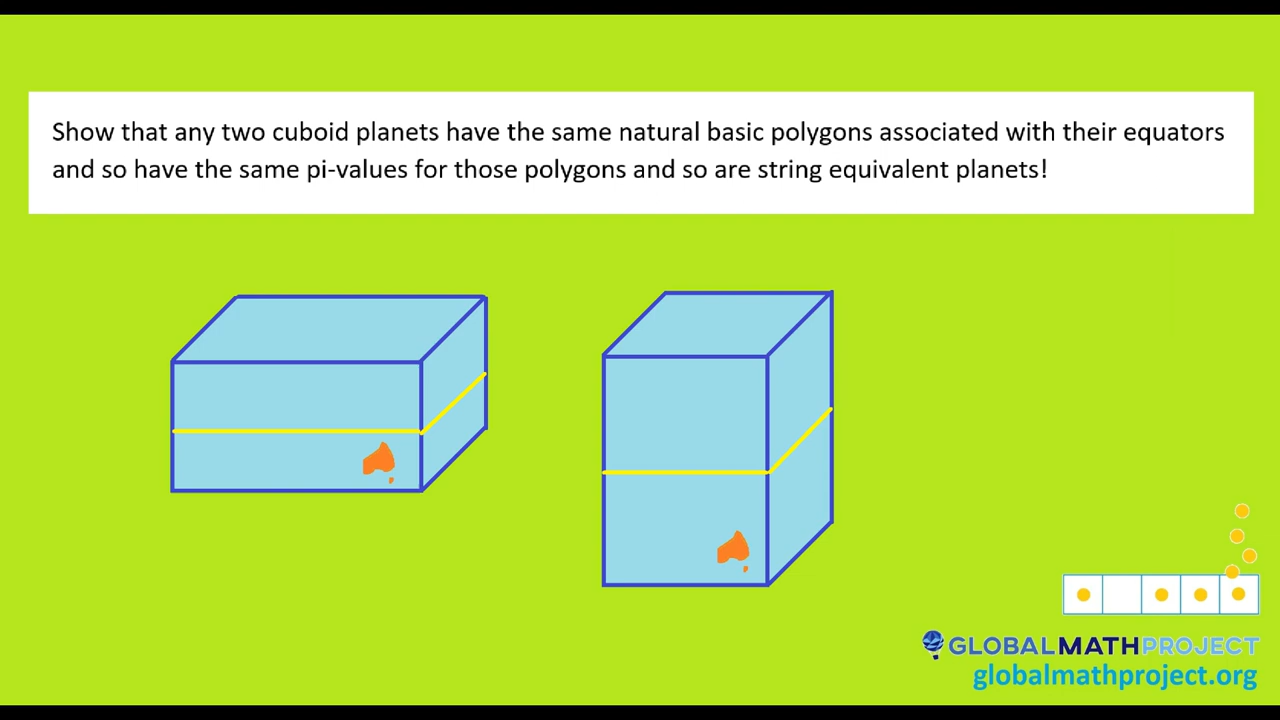 Show that any two cuboid planets have the same natural basic polygons associated with their equators
and so have the same pi-values for those polygons and so are string equivalent planets!
GLOBALMATHPROJECT
globalmathproject.org